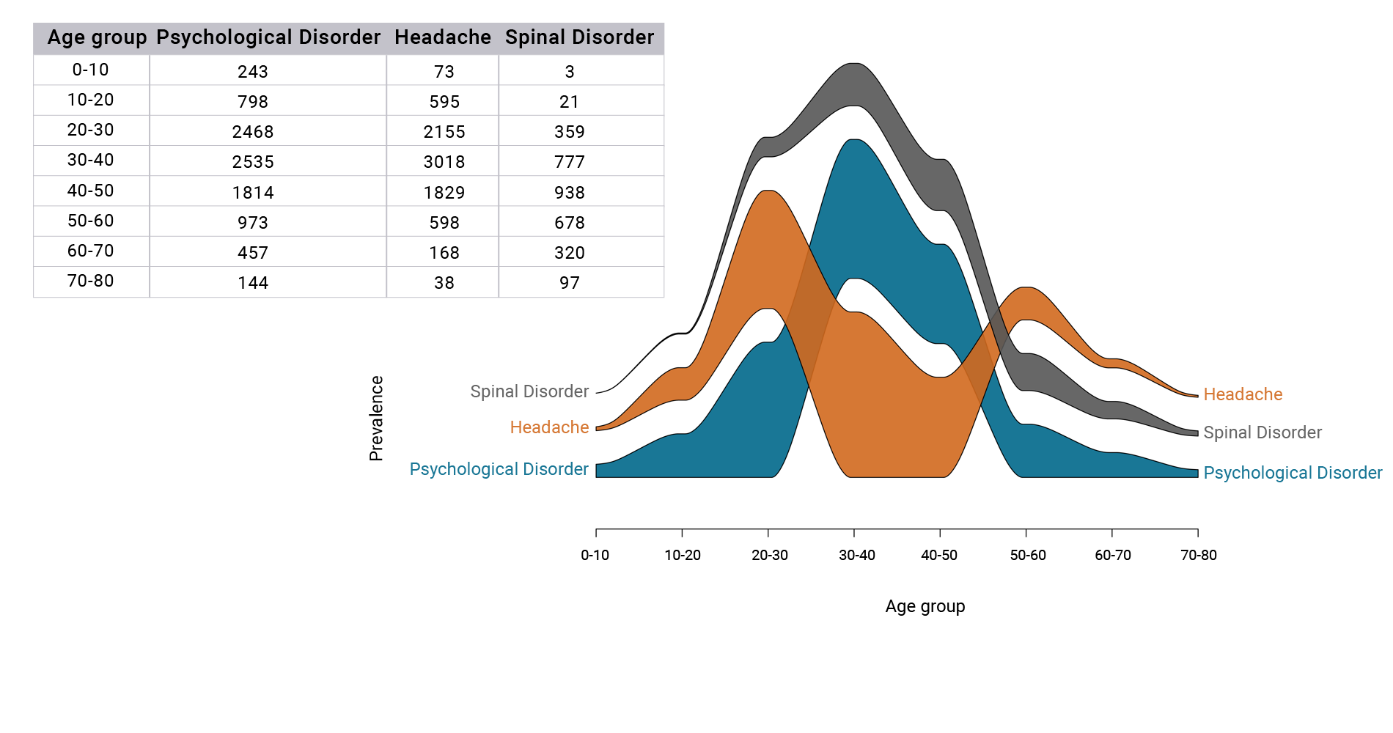 Age group Psychological Disorder Headache Spinal Disorder
0-10 243 73 3
10-20 798 595 21
20-30 2468 2155 359
30-40 2535 3018 777
40-50 1814 1829 938
50-60 973 598 678
60-70 457 168 320
70-80 144 38 97
Prevalence
Spinal Disorder
Headache
Psychological Disorder
Headache
Spinal Disorder
Psychological Disorder
0-10 10-20 20-30 30-40 40-50 50-60 60-70 70-80
Age group